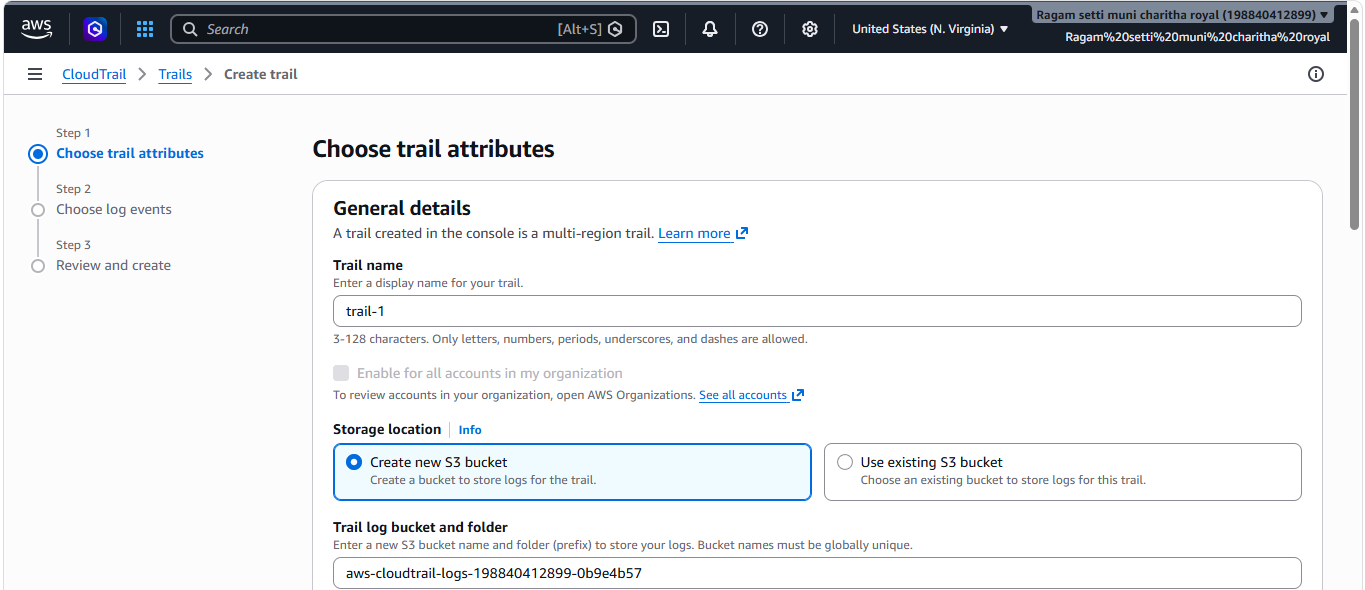 aws
Search [Alt+S]
United States (N. Virginia)
Ragam setti muni charitha royal (198840412899)
Ragam%20setti%20muni%20charitha%20royal
CloudTrail
Trails
Create trail
Step 1
Choose trail attributes
Step 2
Choose log events
Step 3
Review and create
Choose trail attributes
General details
A trail created in the console is a multi-region trail. Learn more
Trail name
Enter a display name for your trail.
trail-1
3-128 characters. Only letters, numbers, periods, underscores, and dashes are allowed.
Enable for all accounts in my organization
To review accounts in your organization, open AWS Organizations. See all accounts
Storage location Info
Create new S3 bucket
Create a bucket to store logs for the trail.
Use existing S3 bucket
Choose an existing bucket to store logs for this trail.
Trail log bucket and folder
Enter a new S3 bucket name and folder (prefix) to store your logs. Bucket names must be globally unique.
aws-cloudtrail-logs-198840412899-0b9e4b57